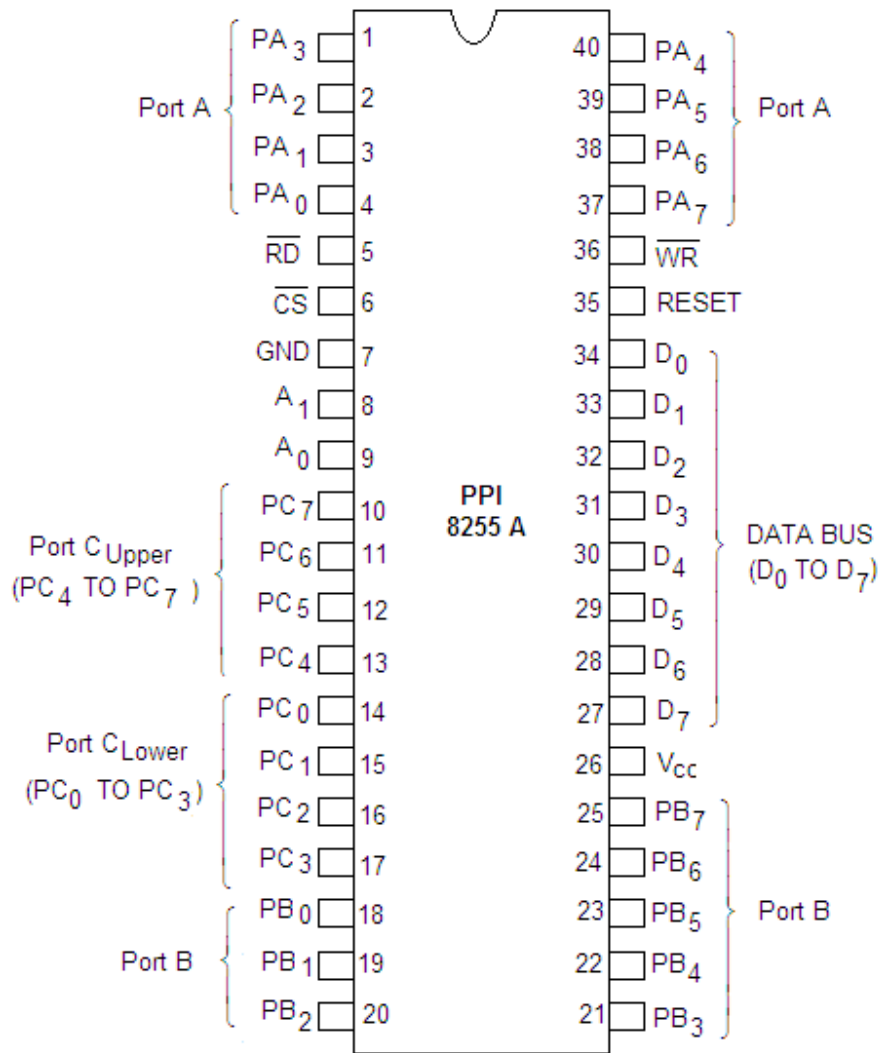 PA3 1 40 PA4
PA2 2 39 PA5
Port A Port A
PA1 3 38 PA6
PA0 4 37 PA7
RD 5 36 WR
CS 6 35 RESET
GND 7 34 D0
A1 8 33 D1
A0 9 32 D2
PPI
PC7 10 31 D3
8255 A
Port CUpper DATA BUS
PC6 11 30 D4
(PC4 TO PC7 ) (D0 TO D7)
PC5 12 29 D5
PC4 13 28 D6
PC0 14 27 D7
Port CLower
PC1 15 26 Vcc
(PC0 TO PC3)
PC2 16 25 PB7
PC3 17 24 PB6
PB0 18 23 PB5
Port B Port B
PB1 19 22 PB4
PB2 20 21 PB3